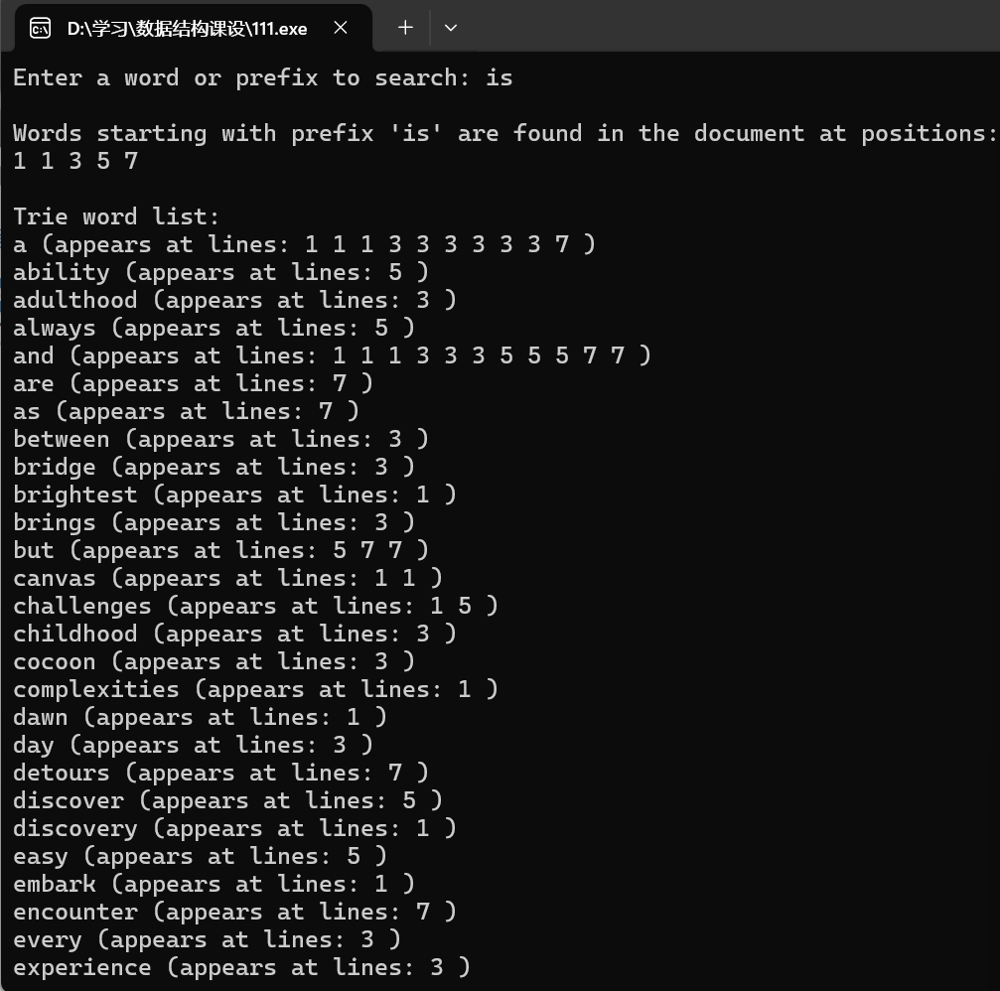 D:\学习\数据结构课设\111.exe
Enter a word or prefix to search: is
Words starting with prefix 'is' are found in the document at positions:
1 1 3 5 7
Trie word list:
a (appears at lines: 1 1 1 3 3 3 3 3 3 7 )
ability (appears at lines: 5 )
adulthood (appears at lines: 3 )
always (appears at lines: 5 )
and (appears at lines: 1 1 1 3 3 3 5 5 5 7 7 )
are (appears at lines: 7 )
as (appears at lines: 7 )
between (appears at lines: 3 )
bridge (appears at lines: 3 )
brightest (appears at lines: 1 )
brings (appears at lines: 3 )
but (appears at lines: 5 7 7 )
canvas (appears at lines: 1 1 )
challenges (appears at lines: 1 5 )
childhood (appears at lines: 3 )
cocoon (appears at lines: 3 )
complexities (appears at lines: 1 )
dawn (appears at lines: 1 )
day (appears at lines: 3 )
detours (appears at lines: 7 )
discover (appears at lines: 5 )
discovery (appears at lines: 1 )
easy (appears at lines: 5 )
embark (appears at lines: 1 )
encounter (appears at lines: 7 )
every (appears at lines: 3 )
experience (appears at lines: 3 )